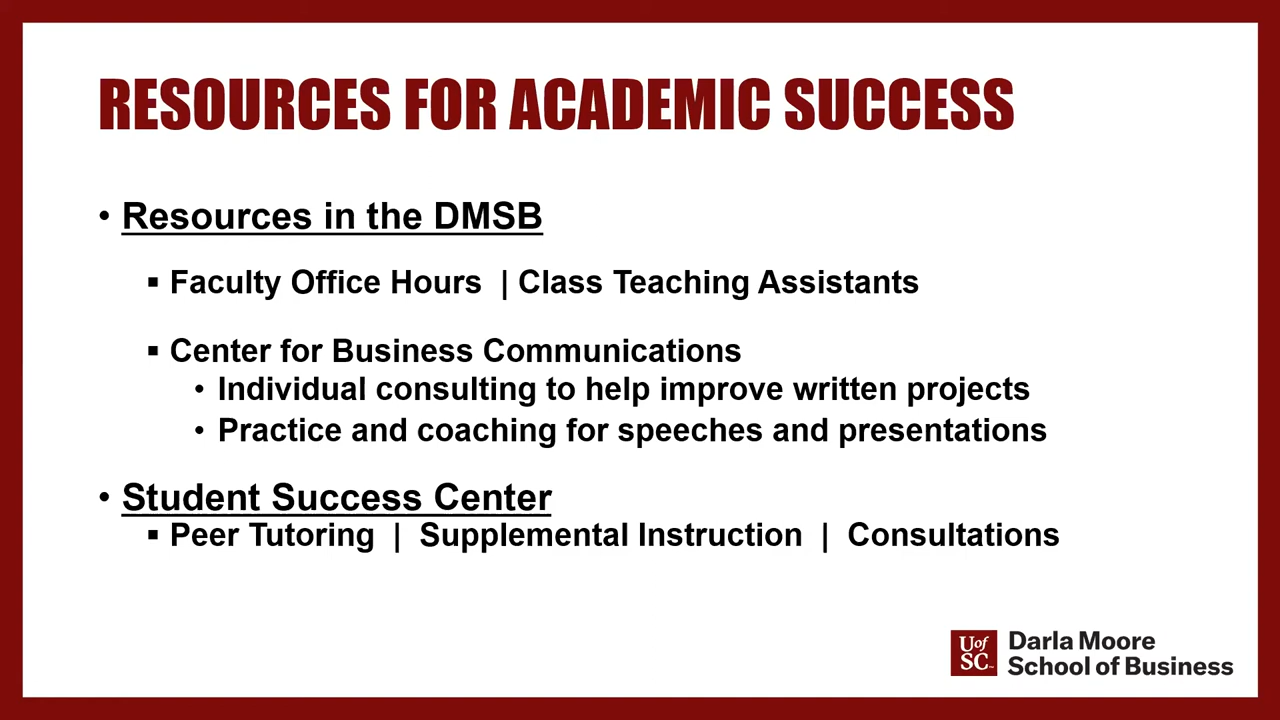 RESOURCES FOR ACADEMIC SUCCESS
• Resources in the DMSB
▪ Faculty Office Hours | Class Teaching Assistants
▪ Center for Business Communications
• Individual consulting to help improve written projects
• Practice and coaching for speeches and presentations
• Student Success Center
▪ Peer Tutoring | Supplemental Instruction | Consultations
UofSC
Darla Moore
School of Business